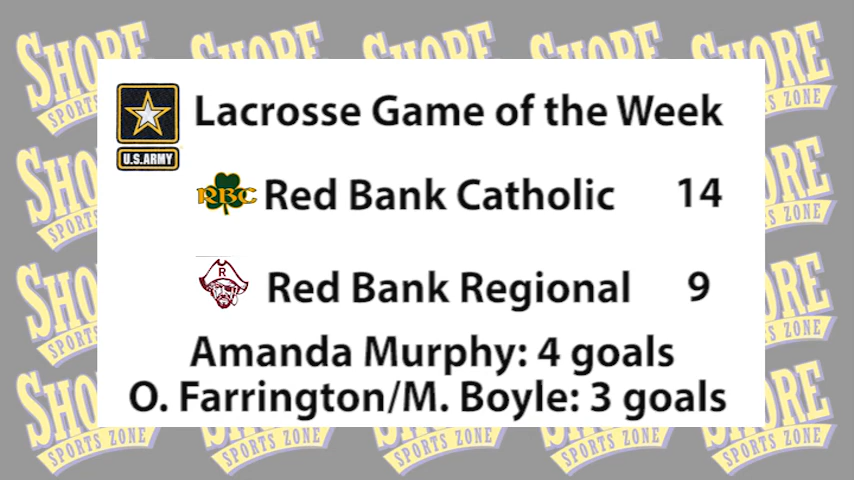 Lacrosse Game of the Week
U.S.ARMY
RBC Red Bank Catholic 14
R
Red Bank Regional 9
Amanda Murphy: 4 goals
O. Farrington/M. Boyle: 3 goals
SHORE
SPORTS ZONE